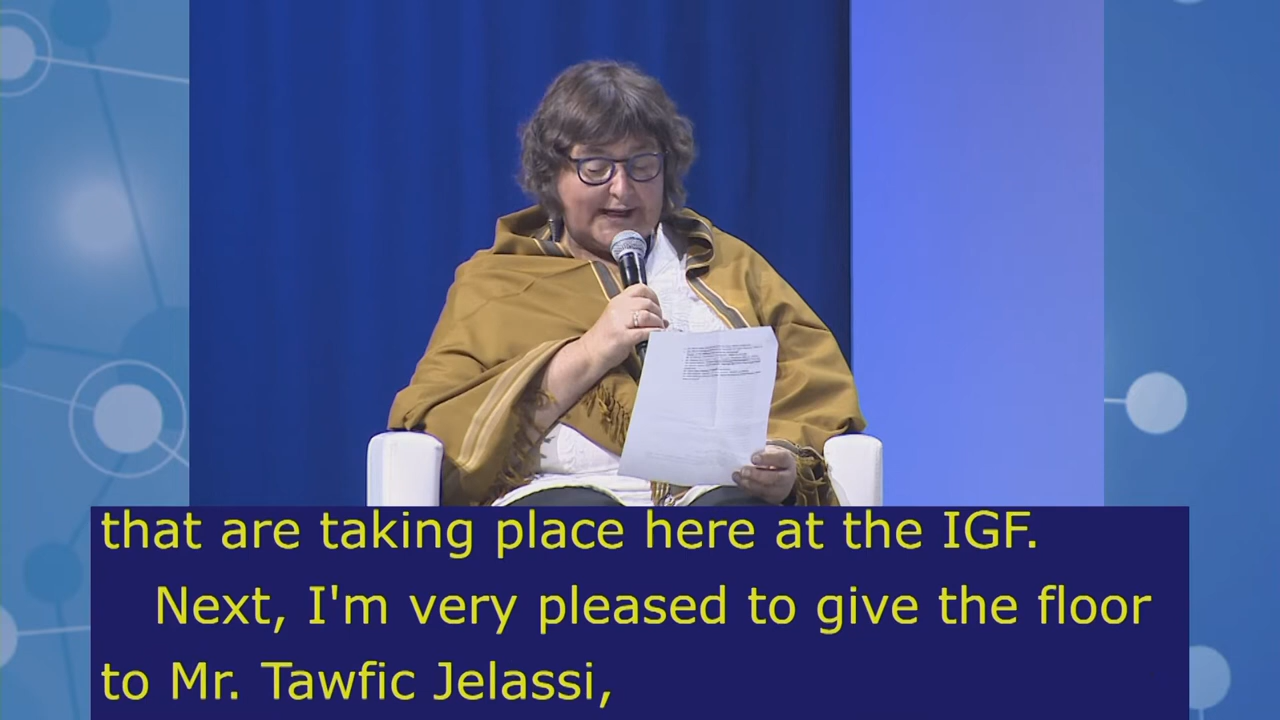 that are taking place here at the IGF.
Next, I'm very pleased to give the floor
to Mr. Tawfic Jelassi,